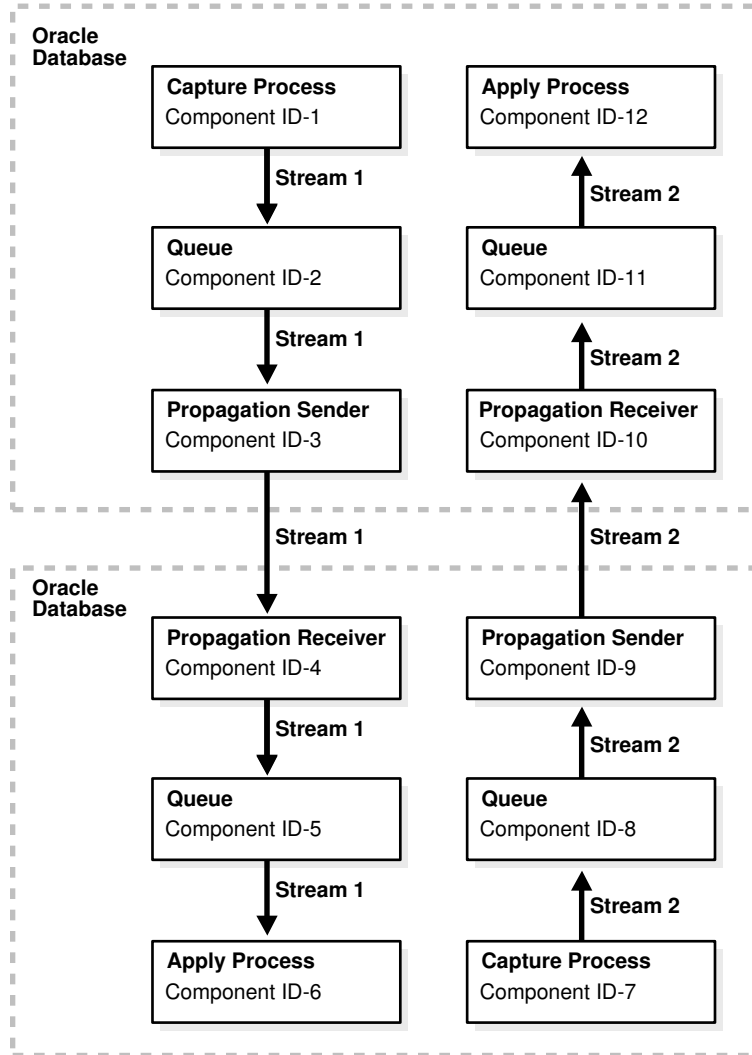 Oracle
Database
Capture Process
Component ID-1
Stream 1
Queue
Component ID-2
Stream 1
Propagation Sender
Component ID-3
Stream 1
Apply Process
Component ID-12
Stream 2
Queue
Component ID-11
Stream 2
Propagation Receiver
Component ID-10
Stream 2
Oracle
Database
Propagation Receiver
Component ID-4
Stream 1
Queue
Component ID-5
Stream 1
Apply Process
Component ID-6
Propagation Sender
Component ID-9
Stream 2
Queue
Component ID-8
Stream 2
Capture Process
Component ID-7